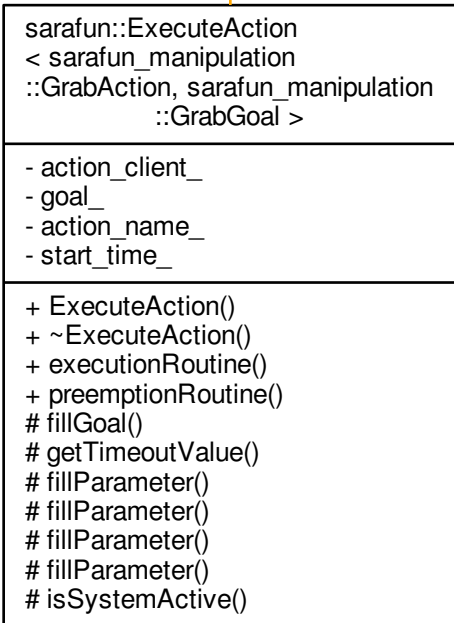 sarafun::ExecuteAction
< sarafun_manipulation
::GrabAction, sarafun_manipulation
::GrabGoal >
- action_client_
- goal_
- action_name_
- start_time_
+ ExecuteAction()
+ ~ExecuteAction()
+ executionRoutine()
+ preemptionRoutine()
# fillGoal()
# getTimeoutValue()
# fillParameter()
# fillParameter()
# fillParameter()
# fillParameter()
# isSystemActive()